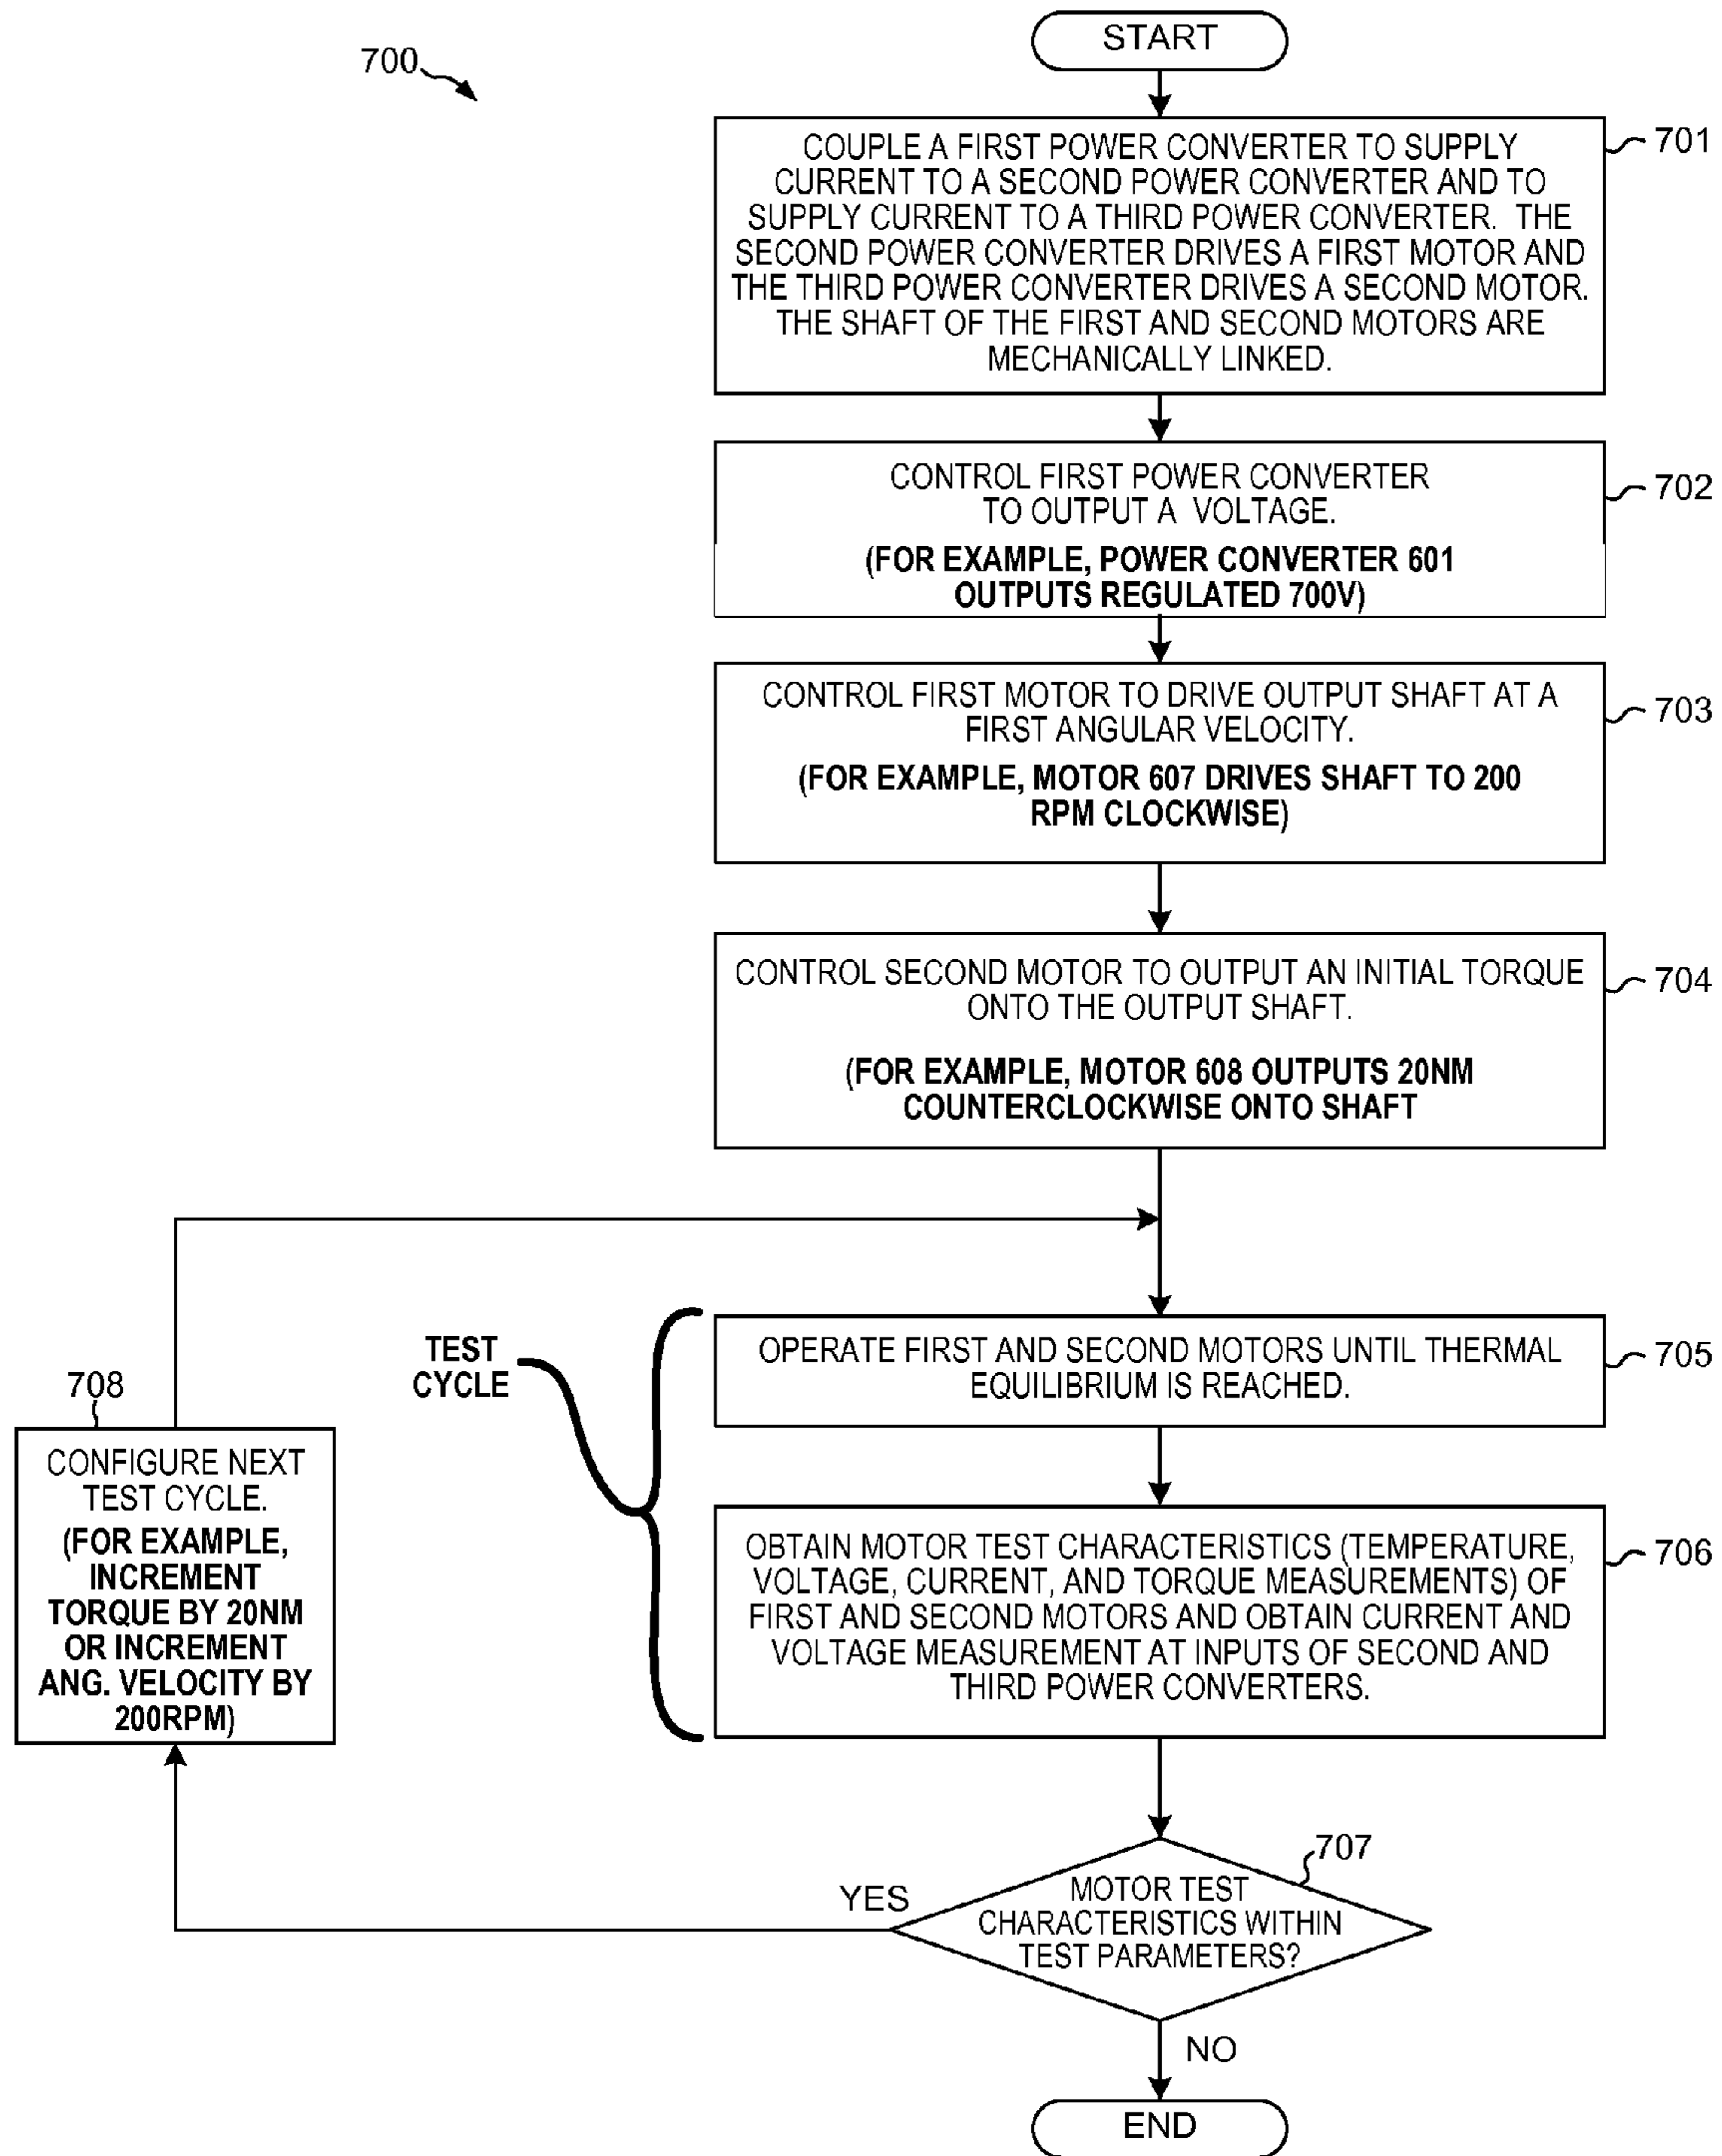 700
START
COUPLE A FIRST POWER CONVERTER TO SUPPLY
CURRENT TO A SECOND POWER CONVERTER AND TO
SUPPLY CURRENT TO A THIRD POWER CONVERTER. THE
SECOND POWER CONVERTER DRIVES A FIRST MOTOR AND
THE THIRD POWER CONVERTER DRIVES A SECOND MOTOR.
THE SHAFT OF THE FIRST AND SECOND MOTORS ARE
MECHANICALLY LINKED.
701
CONTROL FIRST POWER CONVERTER
TO OUTPUT A VOLTAGE.
(FOR EXAMPLE, POWER CONVERTER 601
OUTPUTS REGULATED 700V)
702
CONTROL FIRST MOTOR TO DRIVE OUTPUT SHAFT AT A
FIRST ANGULAR VELOCITY.
(FOR EXAMPLE, MOTOR 607 DRIVES SHAFT TO 200
RPM CLOCKWISE)
703
CONTROL SECOND MOTOR TO OUTPUT AN INITIAL TORQUE
ONTO THE OUTPUT SHAFT.
(FOR EXAMPLE, MOTOR 608 OUTPUTS 20NM
COUNTERCLOCKWISE ONTO SHAFT
704
TEST
CYCLE
OPERATE FIRST AND SECOND MOTORS UNTIL THERMAL
EQUILIBRIUM IS REACHED.
705
OBTAIN MOTOR TEST CHARACTERISTICS (TEMPERATURE,
VOLTAGE, CURRENT, AND TORQUE MEASUREMENTS) OF
FIRST AND SECOND MOTORS AND OBTAIN CURRENT AND
VOLTAGE MEASUREMENT AT INPUTS OF SECOND AND
THIRD POWER CONVERTERS.
706
708
CONFIGURE NEXT
TEST CYCLE.
(FOR EXAMPLE,
INCREMENT
TORQUE BY 20NM
OR INCREMENT
ANG. VELOCITY BY
200RPM)
707
MOTOR TEST
CHARACTERISTICS WITHIN
TEST PARAMETERS?
YES
NO
END